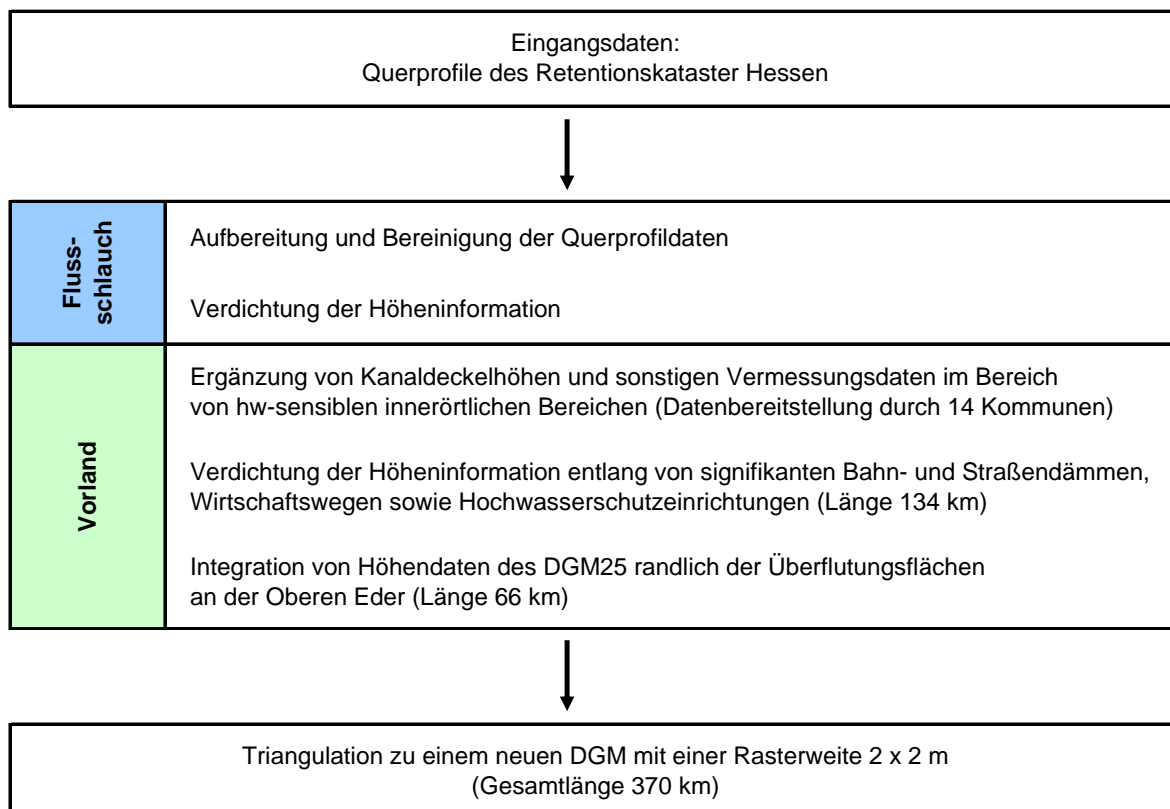 Eingangsdaten:
Querprofile des Retentionskataster Hessen
Fluss-
schlauch
Aufbereitung und Bereinigung der Querprofildaten
Verdichtung der Höheninformation
Vorland
Ergänzung von Kanaldeckelhöhen und sonstigen Vermessungsdaten im Bereich
von hw-sensiblen innerörtlichen Bereichen (Datenbereitstellung durch 14 Kommunen)
Verdichtung der Höheninformation entlang von signifikanten Bahn- und Straßendämmen,
Wirtschaftswegen sowie Hochwasserschutzeinrichtungen (Länge 134 km)
Integration von Höhendaten des DGM25 randlich der Überflutungsflächen
an der Oberen Eder (Länge 66 km)
Triangulation zu einem neuen DGM mit einer Rasterweite 2 x 2 m
(Gesamtlänge 370 km)